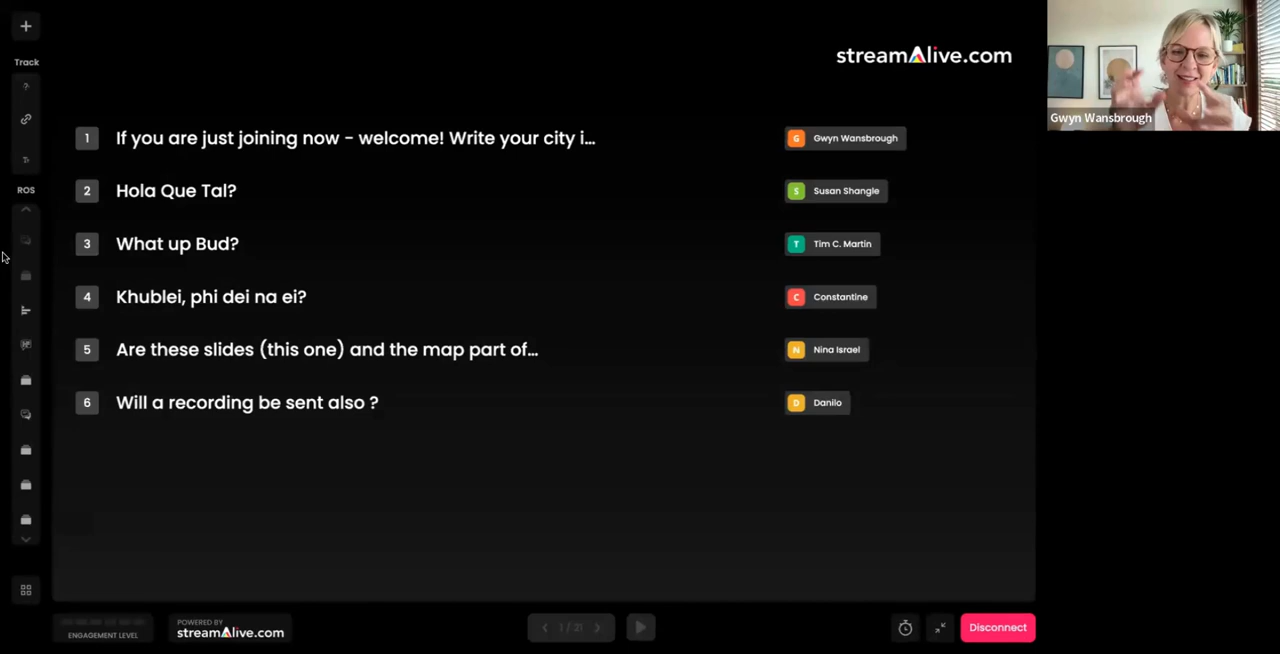 Track
?
Tr
ROS
streamAlive.com
1 If you are just joining now - welcome! Write your city i... G Gwyn Wansbrough
2 Hola Que Tal? S Susan Shangle
3 What up Bud? T Tim C. Martin
4 Khublei, phi dei na ei? C Constantine
5 Are these slides (this one) and the map part of... N Nina Israel
6 Will a recording be sent also ? D Danilo
Gwyn Wansbrough
ENGAGEMENT LEVEL
POWERED BY
streamAlive.com
1 / 21
Disconnect